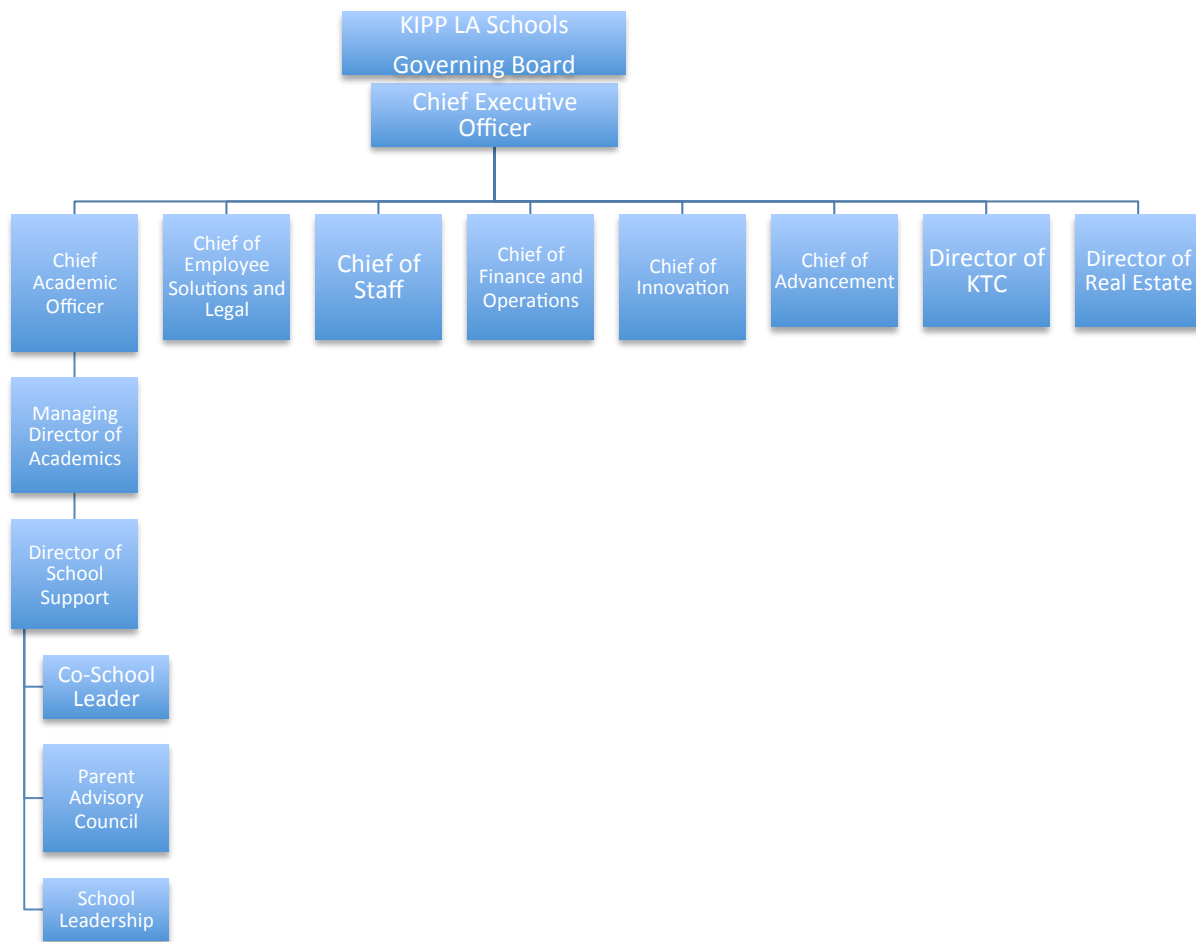 KIPP LA Schools
Governing Board
Chief Executive
Officer
Chief
Academic
Officer
Chief of
Employee
Solutions and
Legal
Chief of
Staff
Chief of
Finance and
Operations
Chief of
Innovation
Chief of
Advancement
Director of
KTC
Director of
Real Estate
Managing
Director of
Academics
Director of
School
Support
Co-School
Leader
Parent
Advisory
Council
School
Leadership